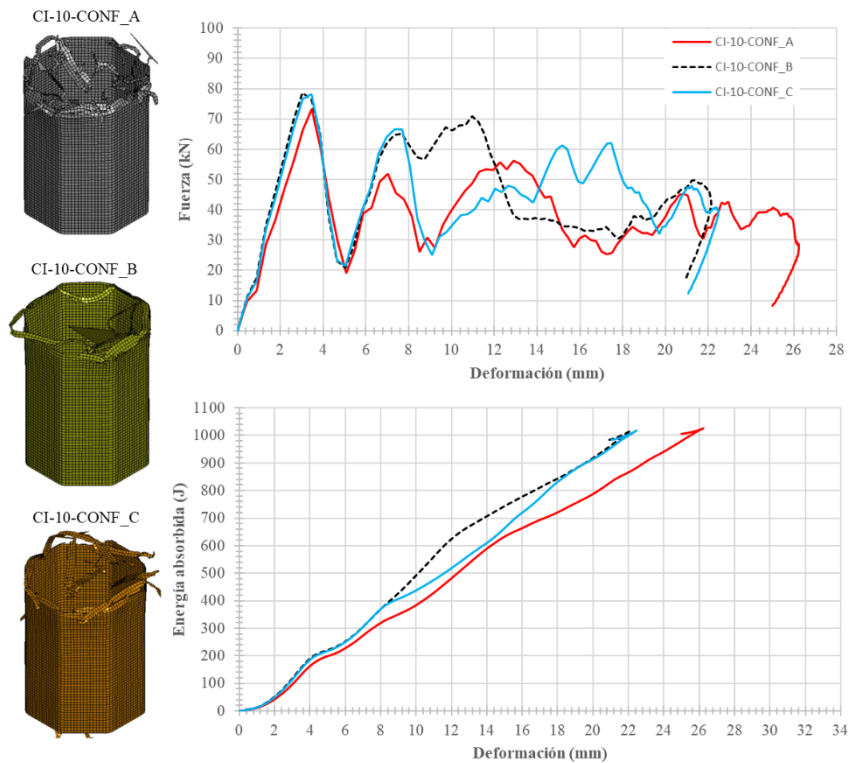 CI-10-CONF_A
CI-10-CONF_B
CI-10-CONF_C
Fuerza (kN)
100
90
80
70
60
50
40
30
20
10
0
CI-10-CONF_A
CI-10-CONF_B
CI-10-CONF_C
0 2 4 6 8 10 12 14 16 18 20 22 24 26 28
Deformación (mm)
Energía absorbida (J)
1100
1000
900
800
700
600
500
400
300
200
100
0
0 2 4 6 8 10 12 14 16 18 20 22 24 26 28 30 32 34
Deformación (mm)